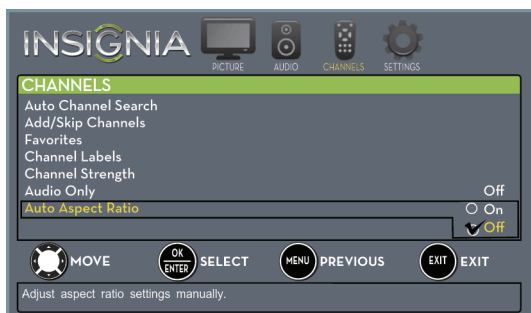 INSIGNIA
PICTURE AUDIO CHANNELS SETTINGS
CHANNELS
Auto Channel Search
Add/Skip Channels
Favorites
Channel Labels
Channel Strength
Audio Only Off
Auto Aspect Ratio On
Off
MOVE OK ENTER SELECT MENU PREVIOUS EXIT EXIT
Adjust aspect ratio settings manually.